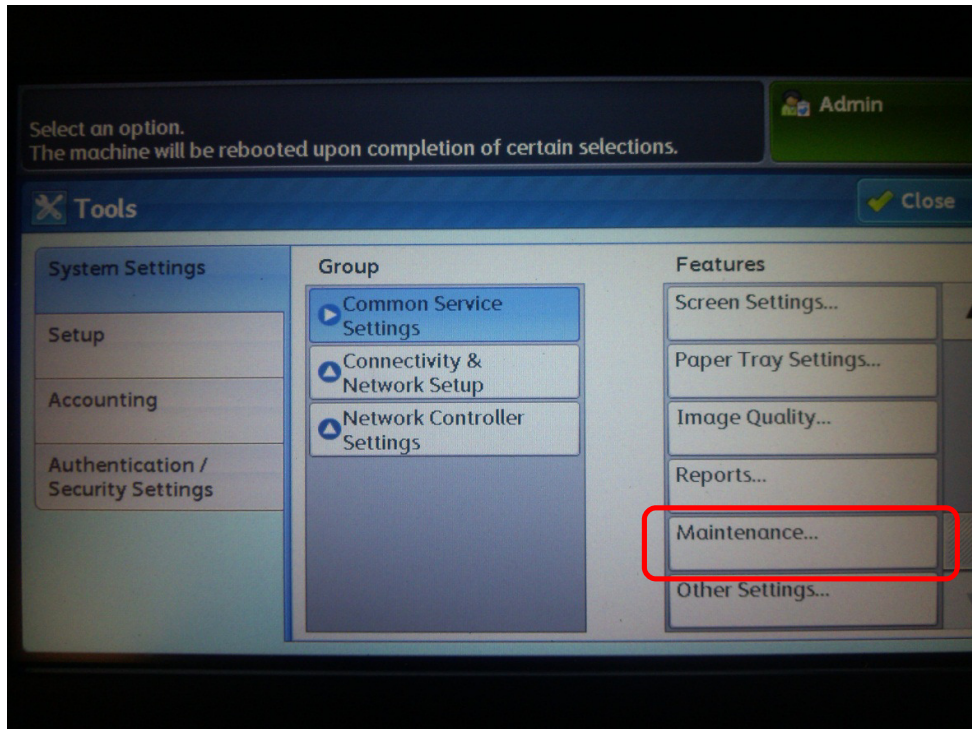 Select an option.
The machine will be rebooted upon completion of certain selections.
Admin
Tools
Close
System Settings
Setup
Accounting
Authentication /
Security Settings
Group
Common Service
Settings
Connectivity &
Network Setup
Network Controller
Settings
Features
Screen Settings...
Paper Tray Settings...
Image Quality...
Reports...
Maintenance...
Other Settings...